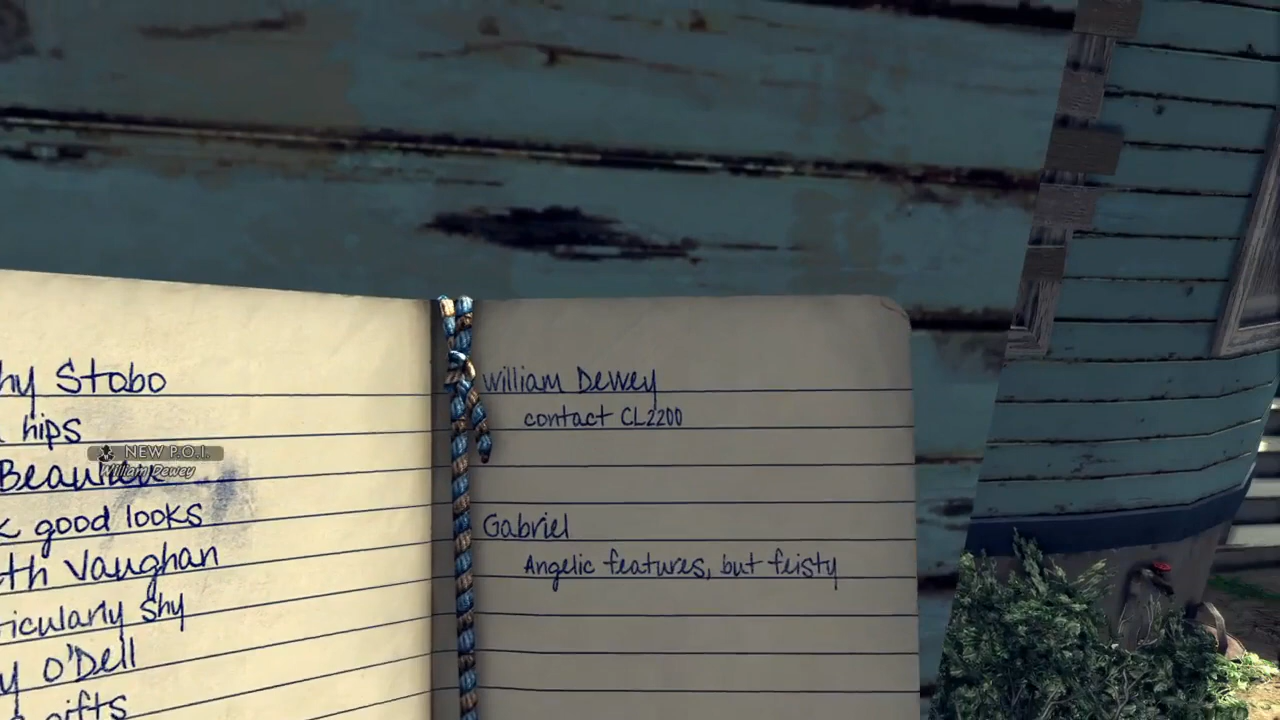 hy Stobo
hips
NEW P.O.I.
William Dewey
good looks
th Vaughan
ticularly shy
y O'Dell
gifts
William Dewey
contact CL2200
Gabriel
Angelic features, but feisty